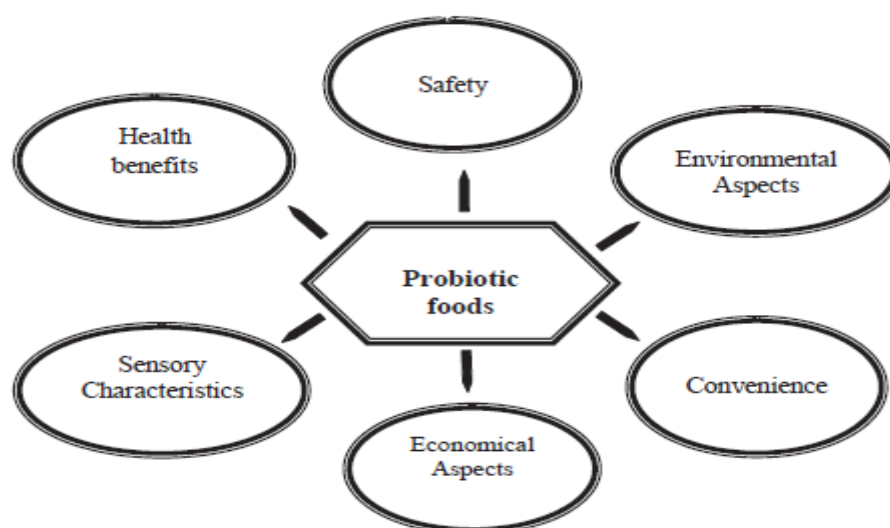 Safety
Health
benefits
Environmental
Aspects
Probiotic
foods
Sensory
Characteristics
Convenience
Economical
Aspects